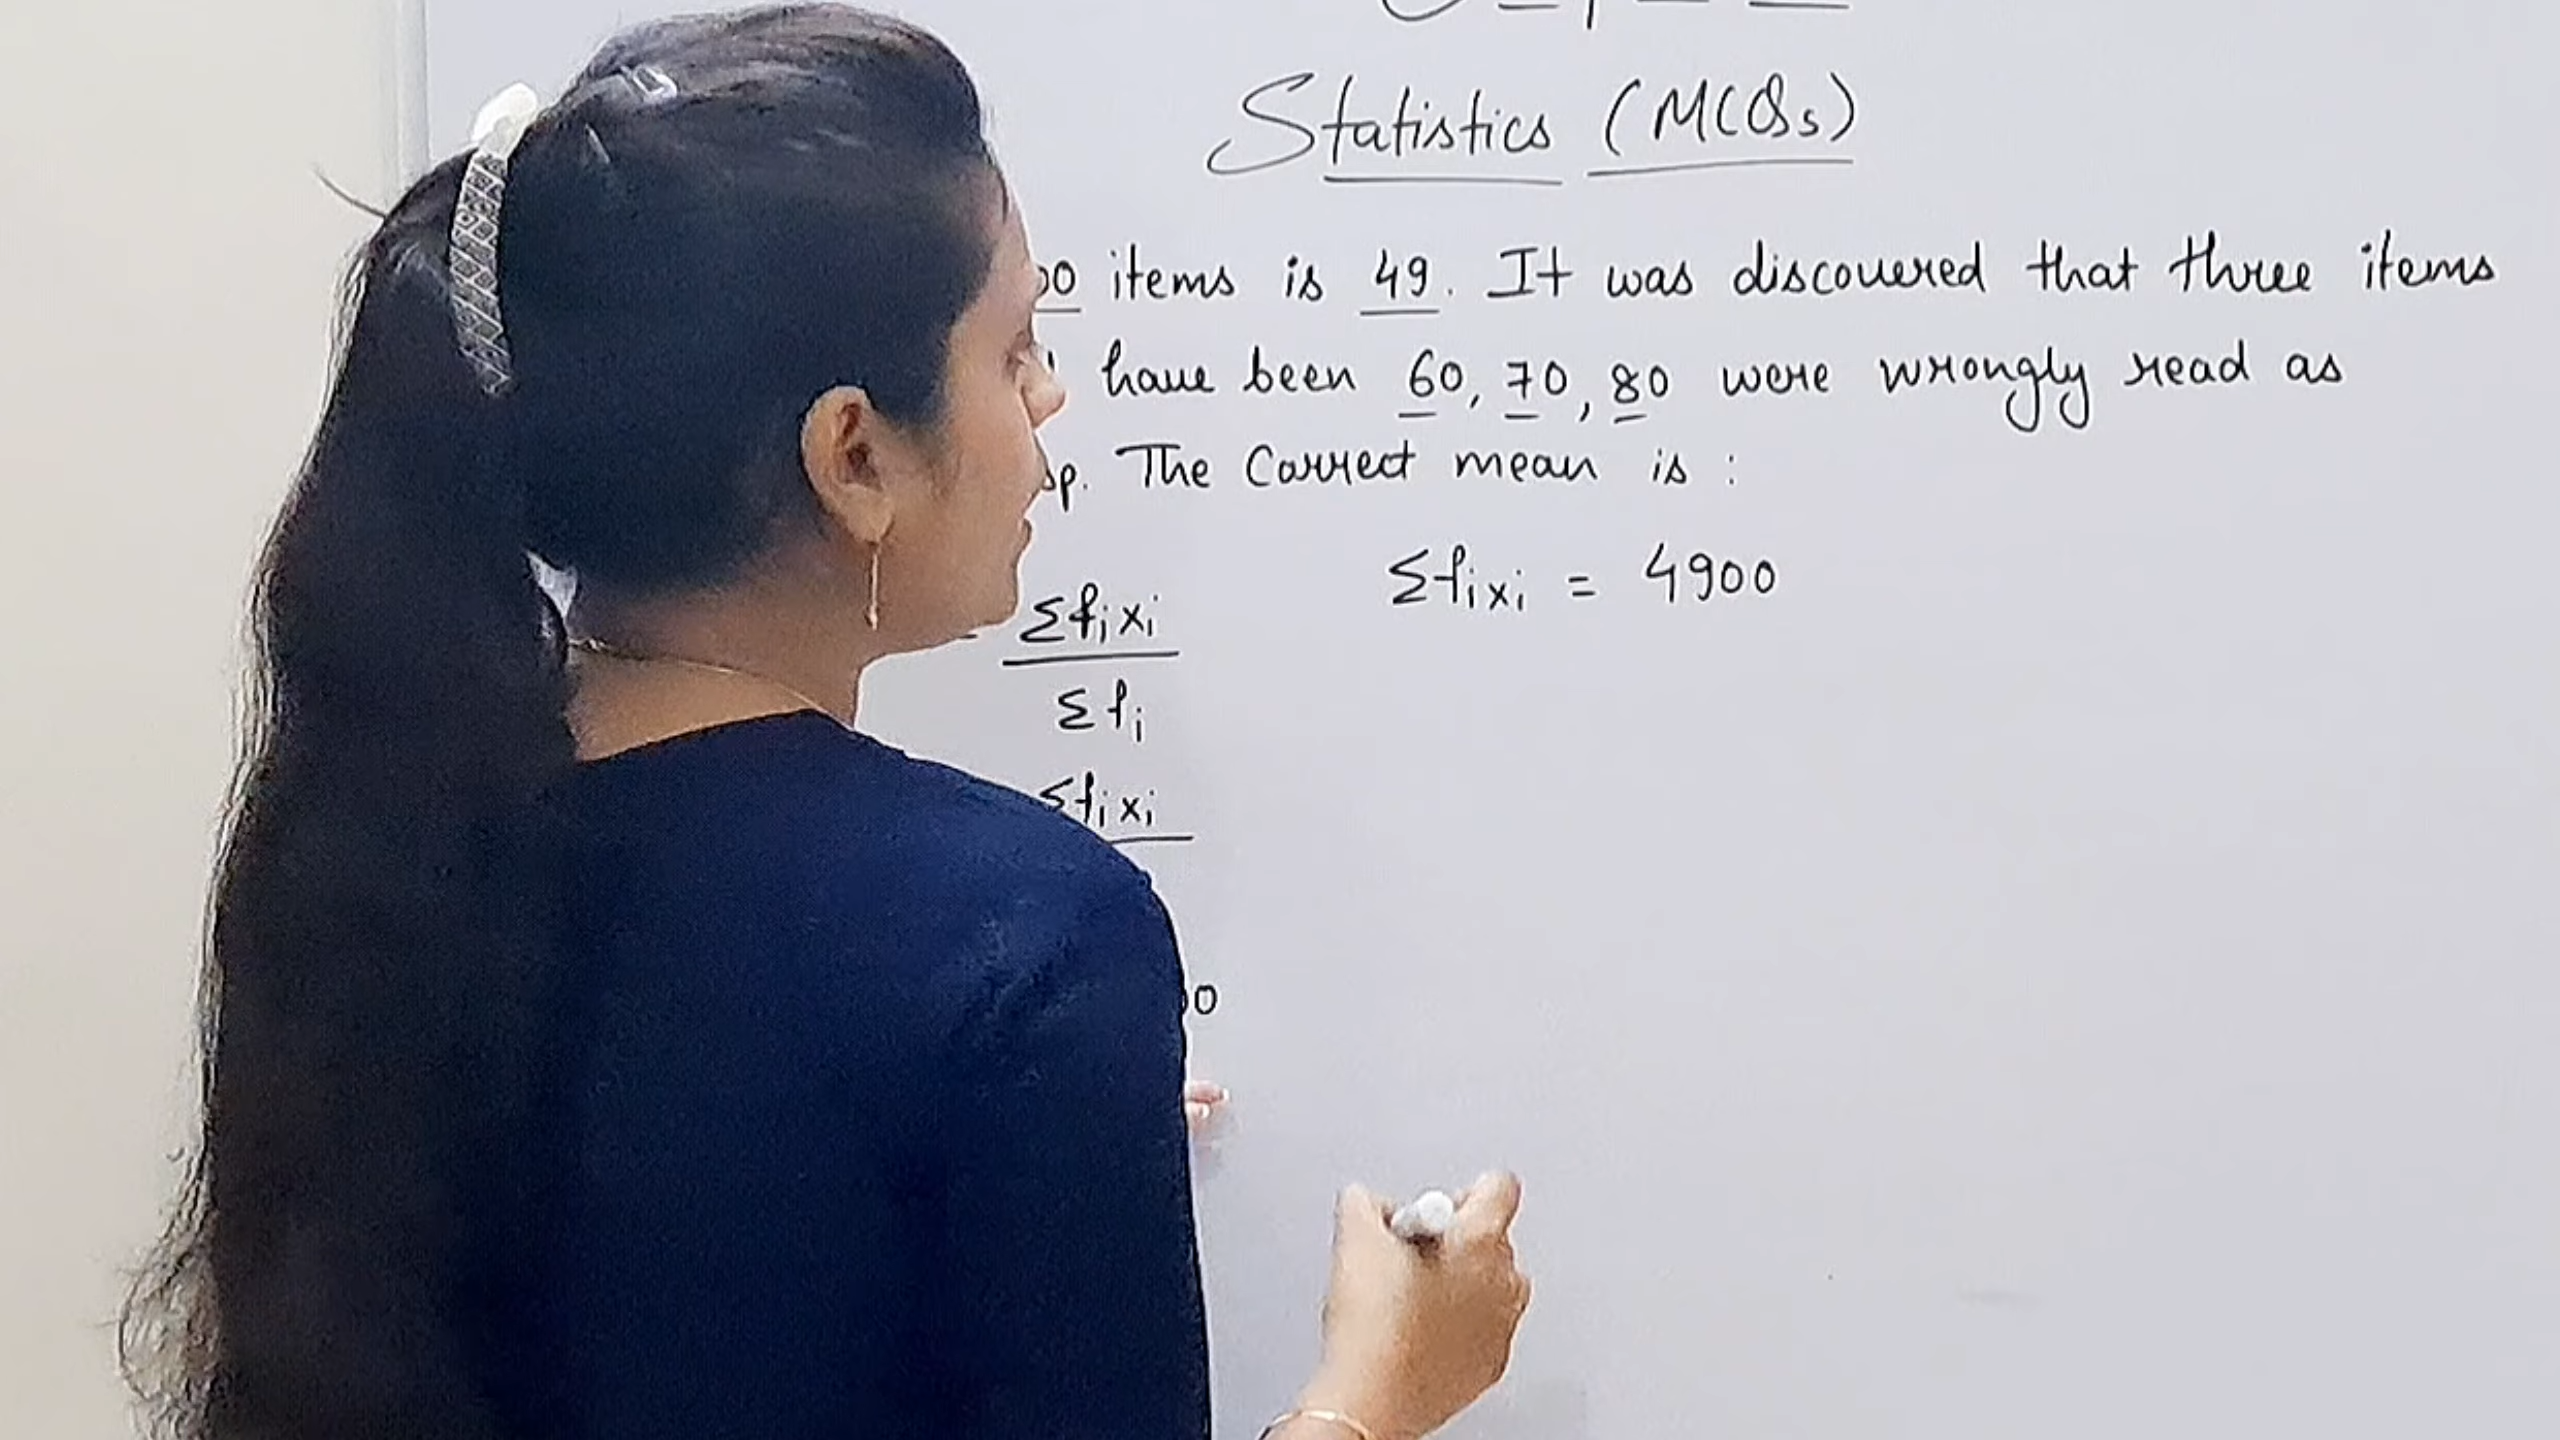 Statistics (MCQs)
items is 49. It was discovered that three items
have been 60, 70, 80 were wrongly read as
The Correct mean is :
Σfixi = 4900
Σfixi
Σfi
Σfixi